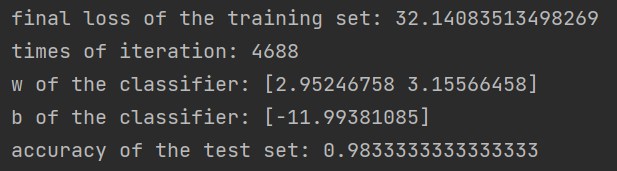 final loss of the training set: 32.14083513498269
times of iteration: 4688
w of the classifier: [2.95246758 3.15566458]
b of the classifier: [-11.99381085]
accuracy of the test set: 0.9833333333333333